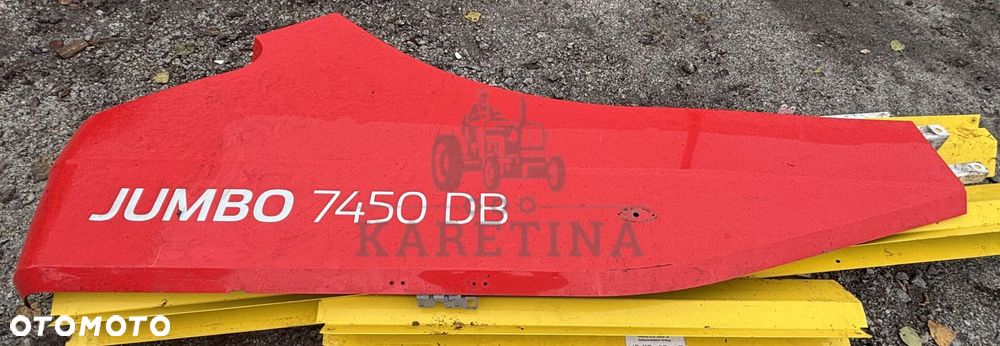 JUMBO 7450 DB
KARETINA
OTOMOTO